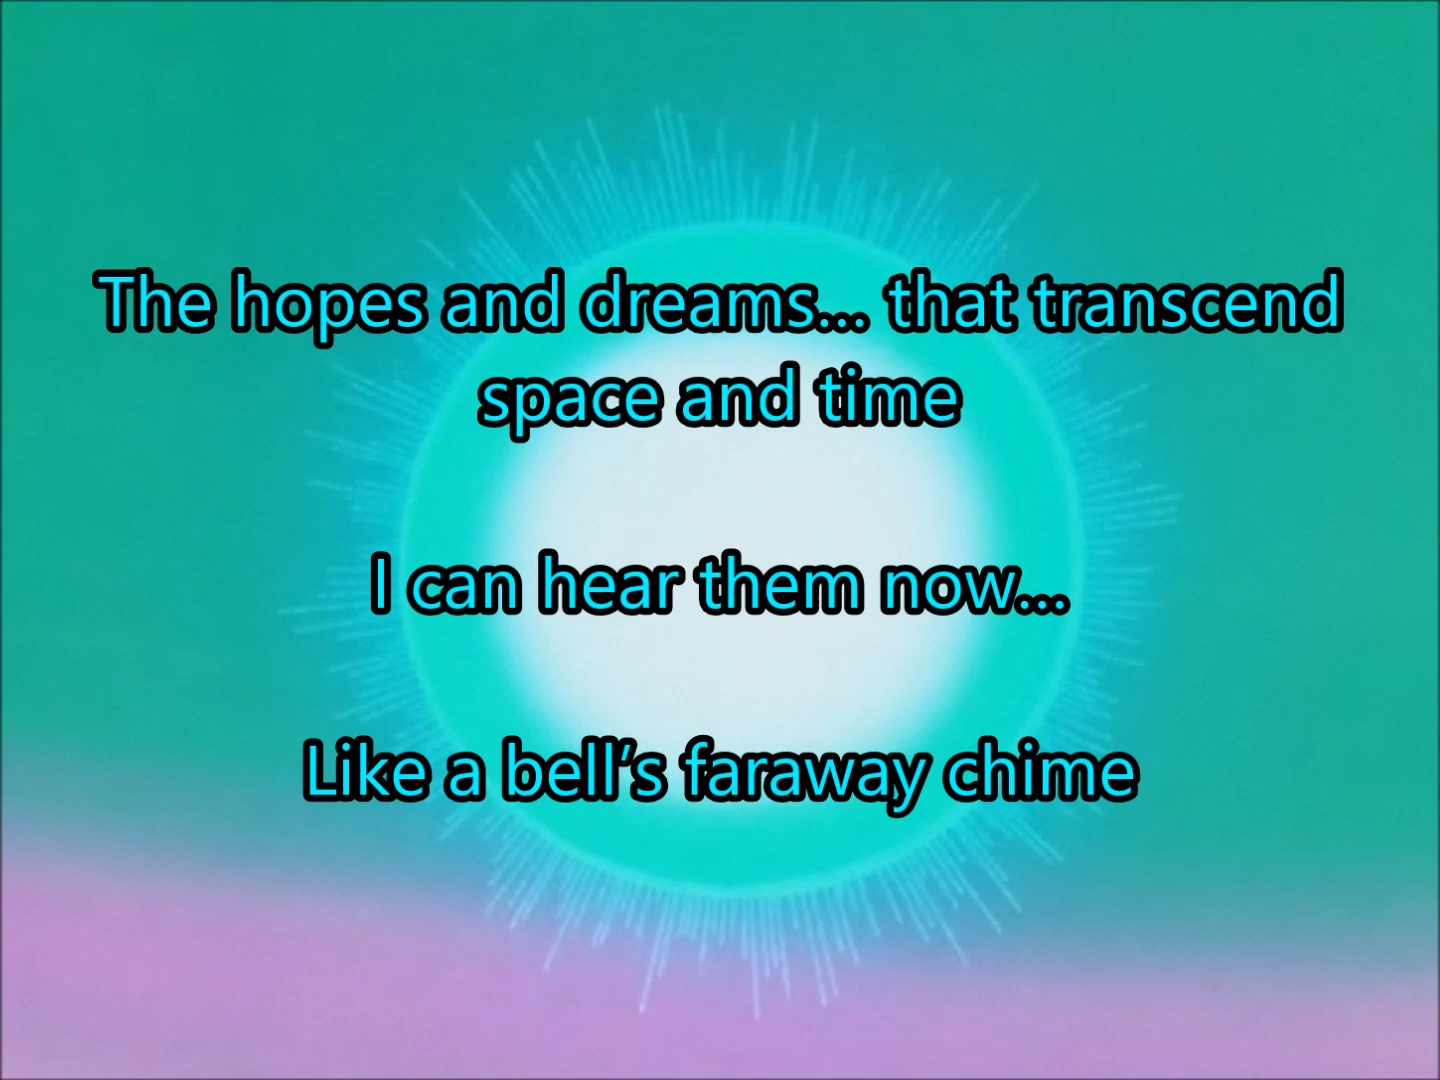 The hopes and dreams... that transcend
space and time
I can hear them now...
Like a bell’s faraway chime